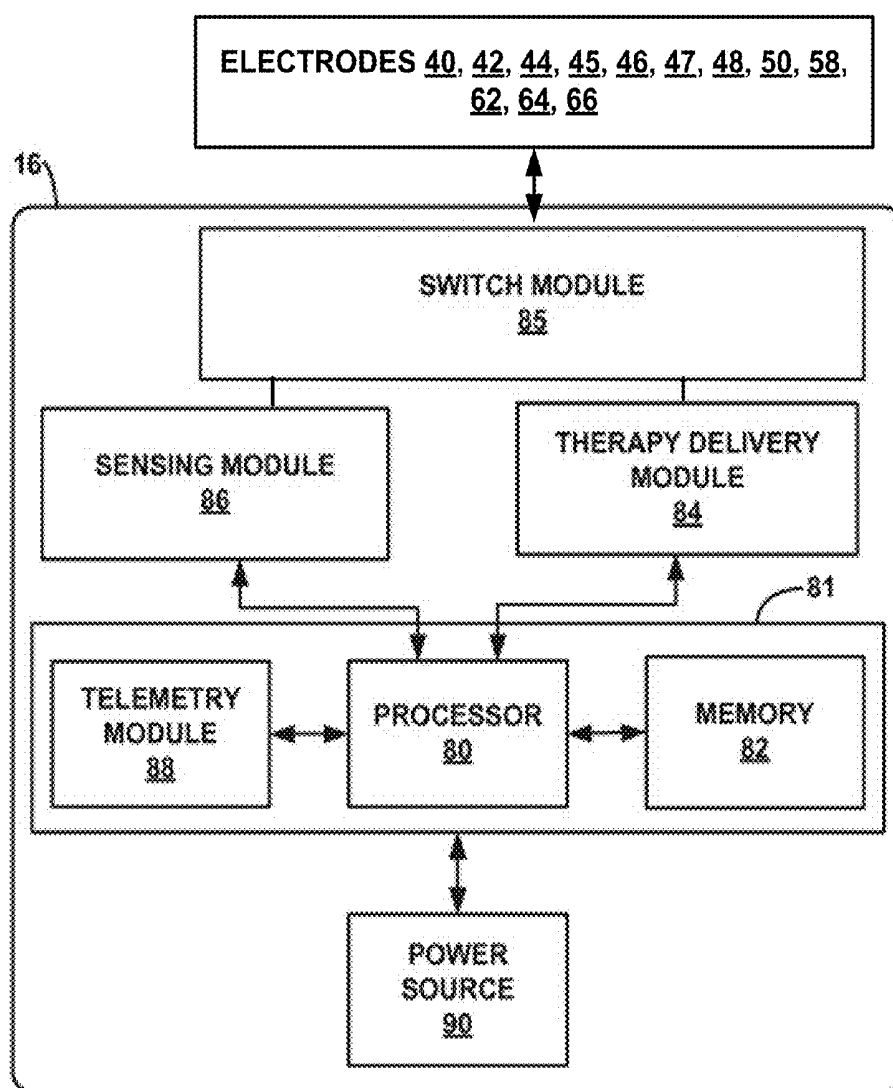 ELECTRODES 40, 42, 44, 45, 46, 47, 48, 50, 58,
62, 64, 66
16
SWITCH MODULE
85
SENSING MODULE
86
THERAPY DELIVERY
MODULE
84
81
TELEMETRY
MODULE
88
PROCESSOR
80
MEMORY
82
POWER
SOURCE
90